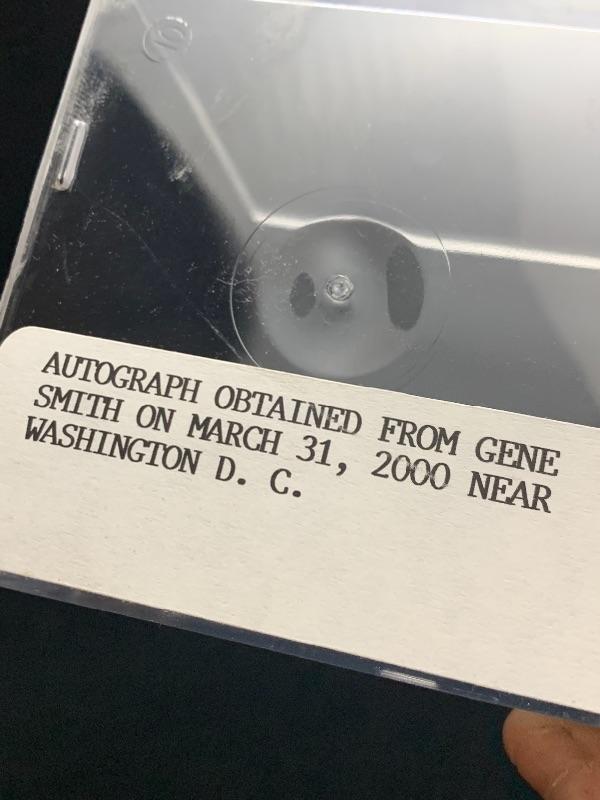 AUTOGRAPH OBTAINED FROM GENE
SMITH ON MARCH 31, 2000 NEAR
WASHINGTON D. C.